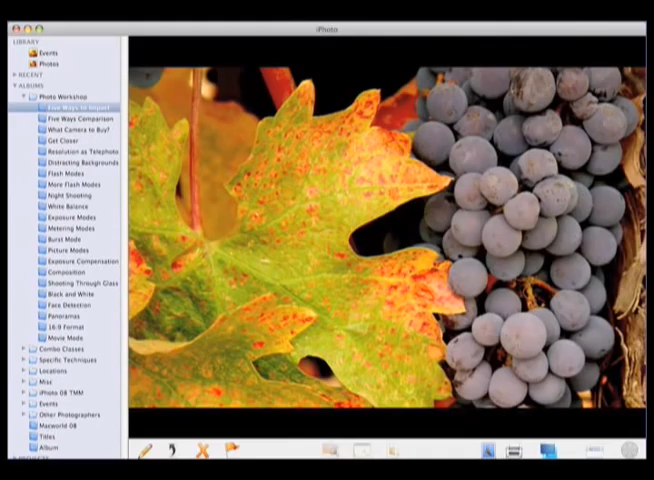 iPhoto
LIBRARY
Events
Photos
RECENT
ALBUMS
Photo Workshop
Five Ways to Import
Five Ways Comparison
What Camera to Buy?
Get Closer
Resolution as Telephoto
Distracting Backgrounds
Flash Modes
More Flash Modes
Night Shooting
White Balance
Exposure Modes
Metering Modes
Burst Mode
Picture Modes
Exposure Compensation
Composition
Shooting Through Glass
Black and White
Face Detection
Panoramas
16:9 Format
Movie Mode
Combo Classes
Specific Techniques
Locations
Misc
iPhoto 08 TMM
Events
Other Photographers
Macworld 08
Titles
Album
PROJECTS